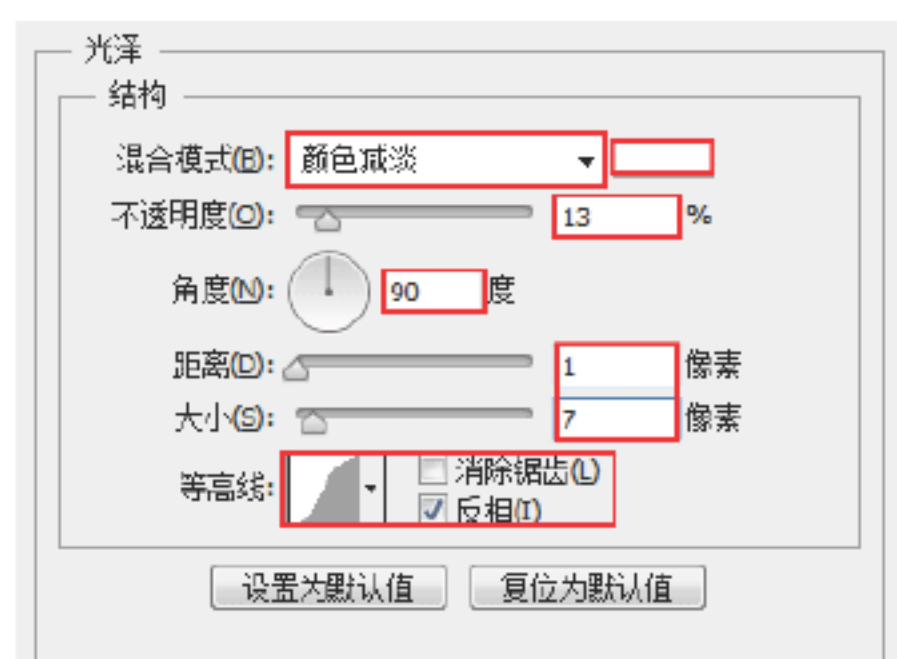 光泽
结构
混合模式(B): 颜色减淡
不透明度(O): 13 %
角度(N): 90 度
距离(D): 1 像素
大小(S): 7 像素
等高线: 消除锯齿(L)
反相(I)
设置为默认值 复位为默认值